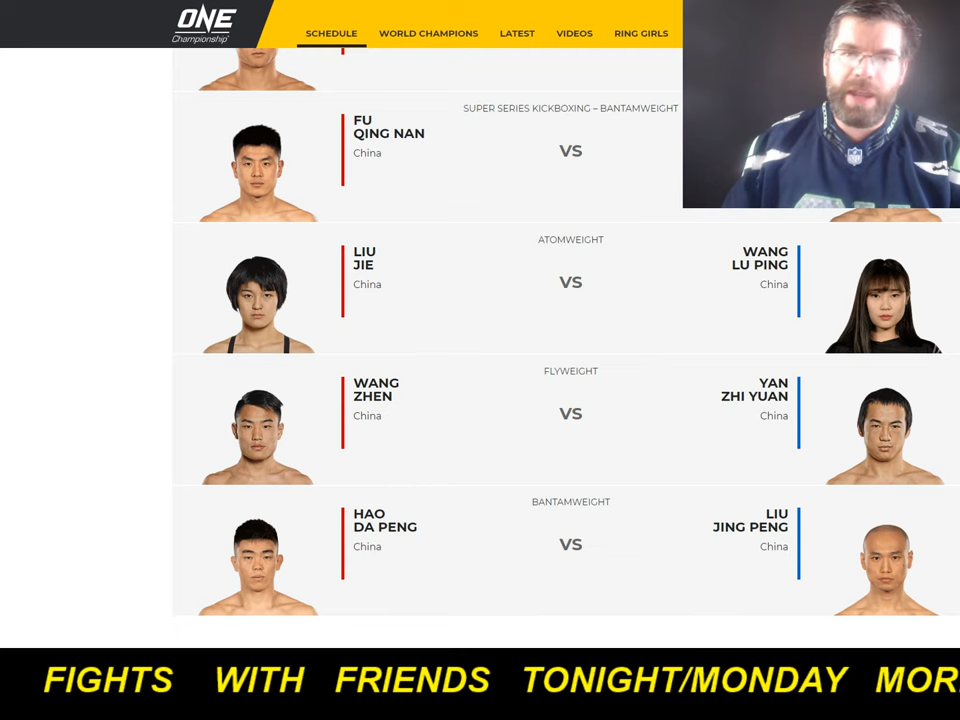 ONE
Championship
SCHEDULE WORLD CHAMPIONS LATEST VIDEOS RING GIRLS
SUPER SERIES KICKBOXING – BANTAMWEIGHT
FU
QING NAN
China
VS
ATOMWEIGHT
LIU
JIE
China
VS
WANG
LU PING
China
FLYWEIGHT
WANG
ZHEN
China
VS
YAN
ZHI YUAN
China
BANTAMWEIGHT
HAO
DA PENG
China
VS
LIU
JING PENG
China
FIGHTS WITH FRIENDS TONIGHT/MONDAY MOR